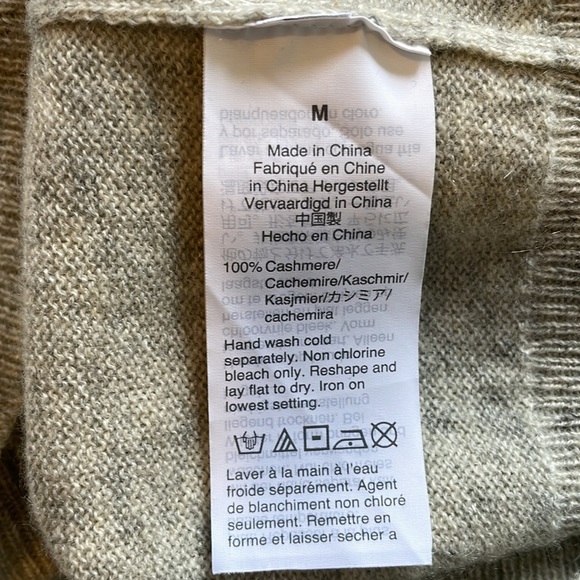 M
Made in China
Fabriqué en Chine
in China Hergestellt
Vervaardigd in China
中国製
Hecho en China
100% Cashmere/
Cachemire/Kaschmir/
Kasjmier/カシミア/
cachemira
Hand wash cold
separately. Non chlorine
bleach only. Reshape and
lay flat to dry. Iron on
lowest setting.
Laver à la main à l'eau
froide séparément. Agent
de blanchiment non chloré
seulement. Remettre en
forme et laisser secher a